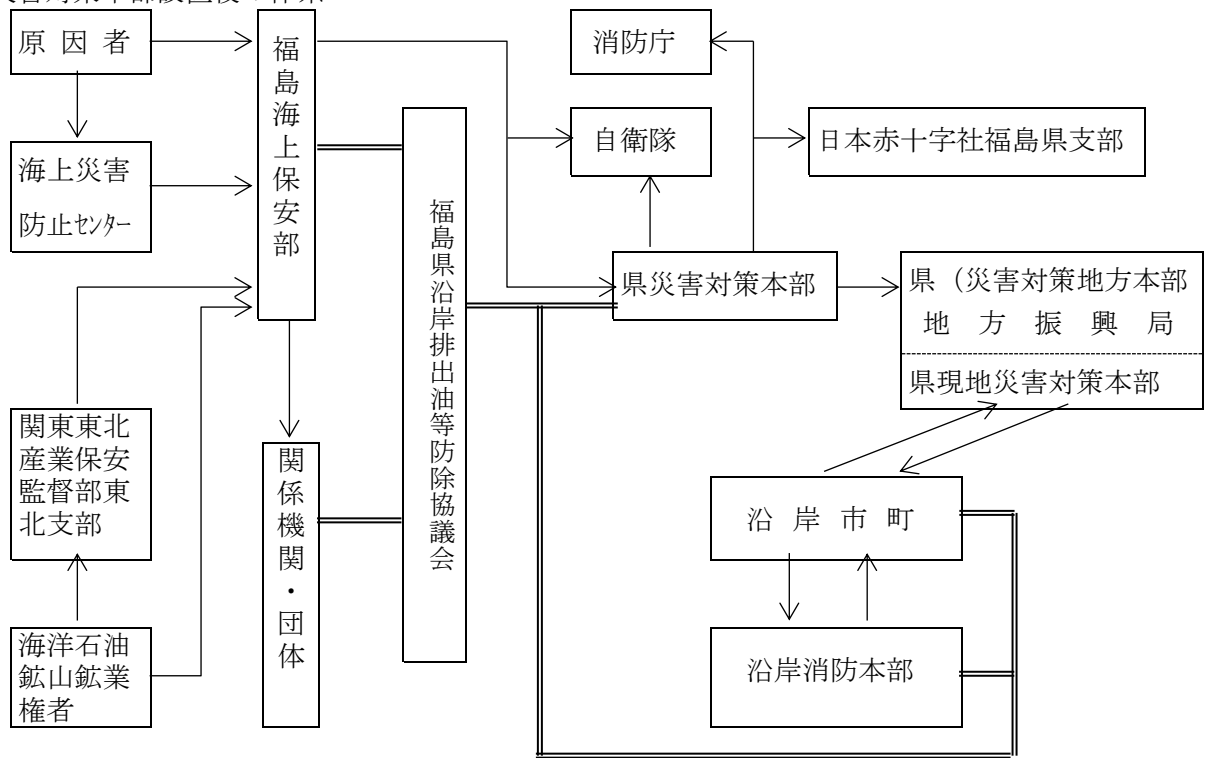 災害対策本部設置後の体系
原因者
海上災害
防止ｾﾝﾀｰ
関東東北
産業保安
監督部東
北支部
海洋石油
鉱山鉱業
権者
福島海上保安部
関係機関・団体
福島県沿岸排出油等防除協議会
消防庁
自衛隊
日本赤十字社福島県支部
県災害対策本部
県（災害対策地方本部
地方振興局
県現地災害対策本部
沿岸市町
沿岸消防本部